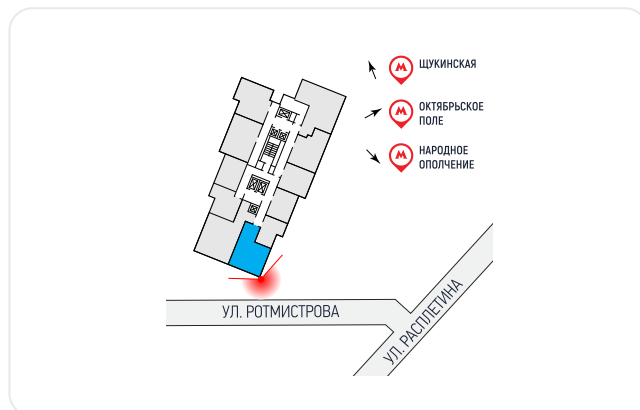 ЩУКИНСКАЯ
ОКТЯБРЬСКОЕ
ПОЛЕ
НАРОДНОЕ
ОПОЛЧЕНИЕ
УЛ. РОТМИСТРОВА
УЛ. РАСПЛЕТИНА